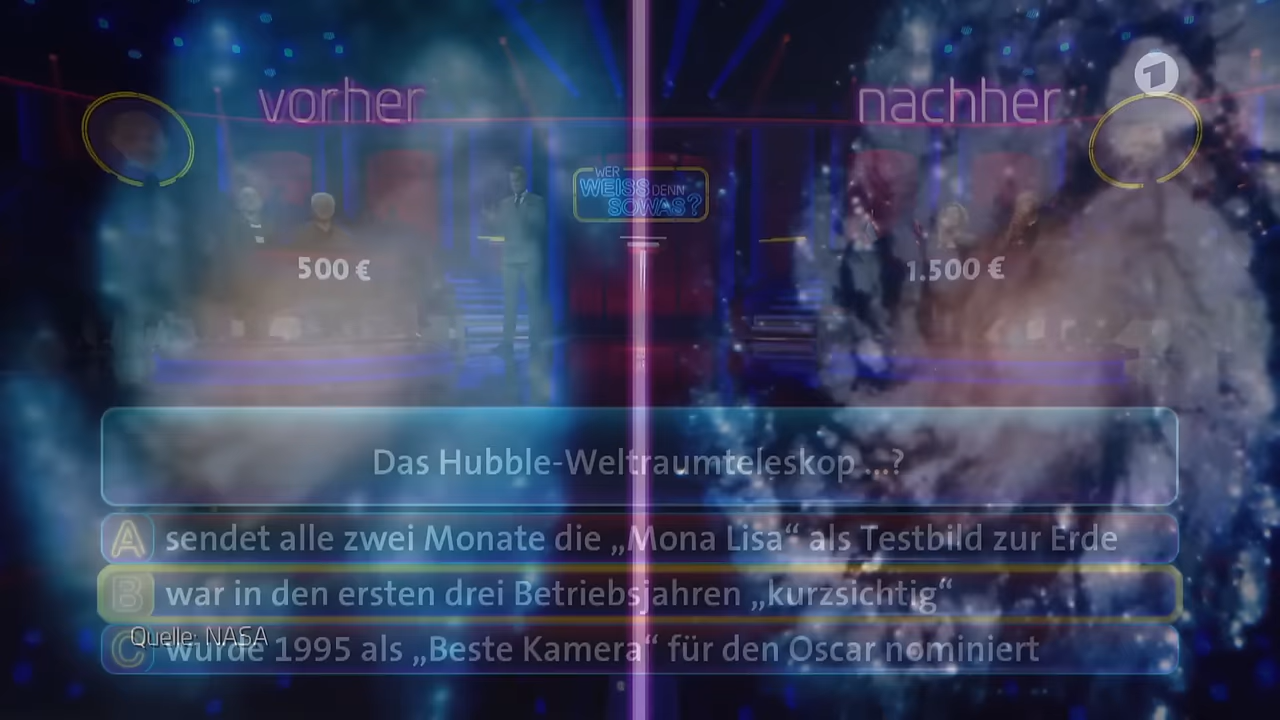 1
vorher
nachher
WER
WEISS DENN
SOWAS?
500 €
1.500 €
Das Hubble-Weltraumteleskop ...?
A sendet alle zwei Monate die „Mona Lisa“ als Testbild zur Erde
B war in den ersten drei Betriebsjahren „kurzsichtig“
C wurde 1995 als „Beste Kamera“ für den Oscar nominiert
Quelle: NASA